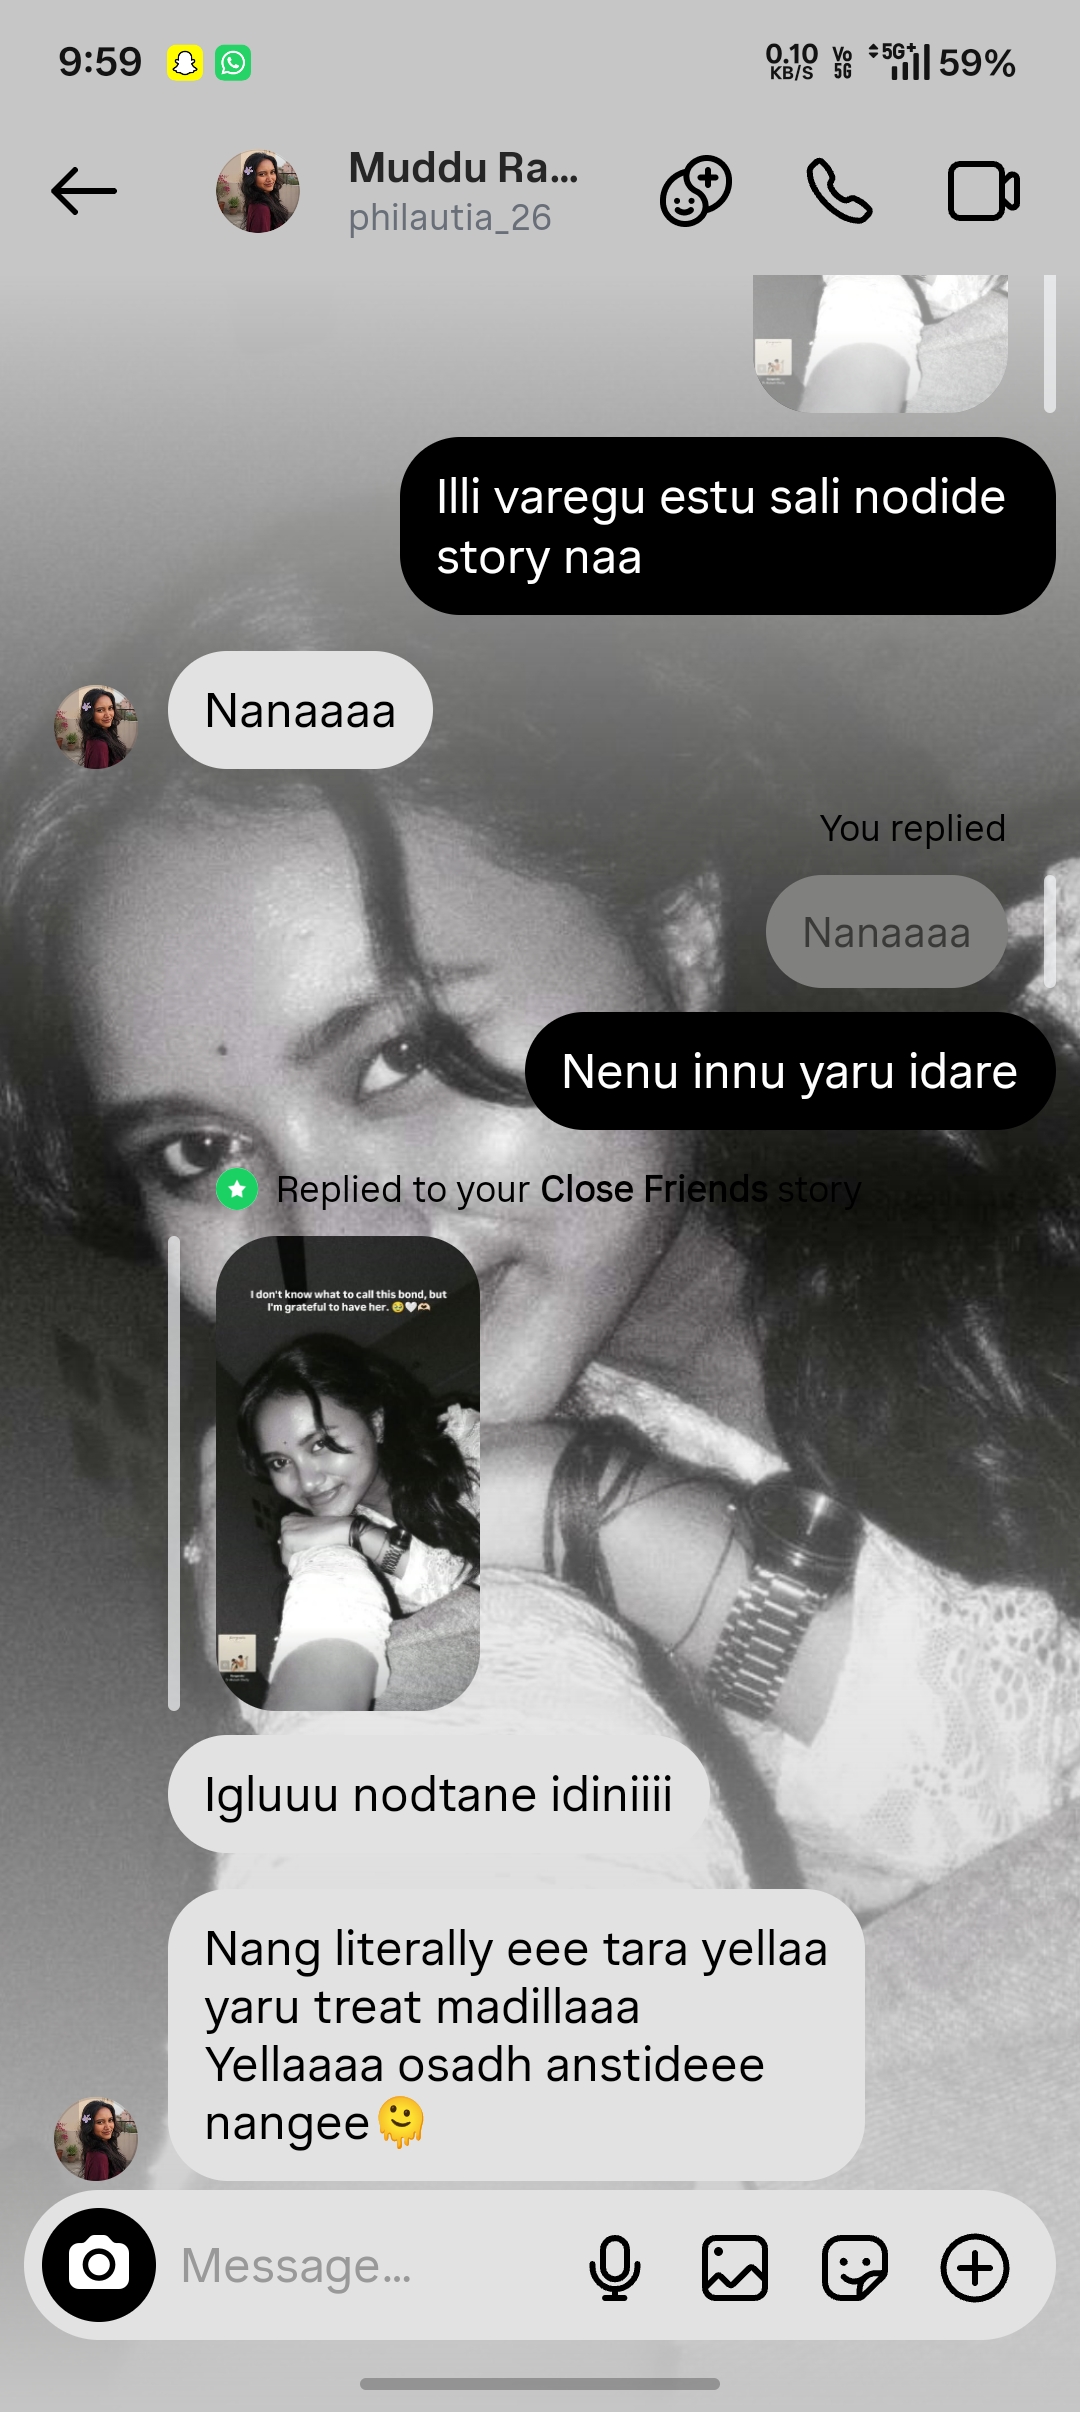 9:59
0.10
KB/S
Vo
5G
5G+
59%
Muddu Ra...
philautia_26
Illi varegu estu sali nodide
story naa
Nanaaaa
You replied
Nanaaaa
Nenu innu yaru idare
Replied to your Close Friends story
I don't know what to call this bond, but
I'm grateful to have her. 🥹🤍🫶🏻
Igluuu nodtane idiniiii
Nang literally eee tara yellaa
yaru treat madillaaa
Yellaaaa osadh anstideee
nangee🫠
Message...